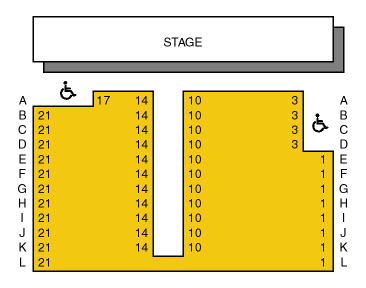 STAGE
A 17 14 10 3 A
B 21 14 10 3 B
C 21 14 10 3 C
D 21 14 10 3 D
E 21 14 10 1 E
F 21 14 10 1 F
G 21 14 10 1 G
H 21 14 10 1 H
I 21 14 10 1 I
J 21 14 10 1 J
K 21 14 10 1 K
L 21 1 L